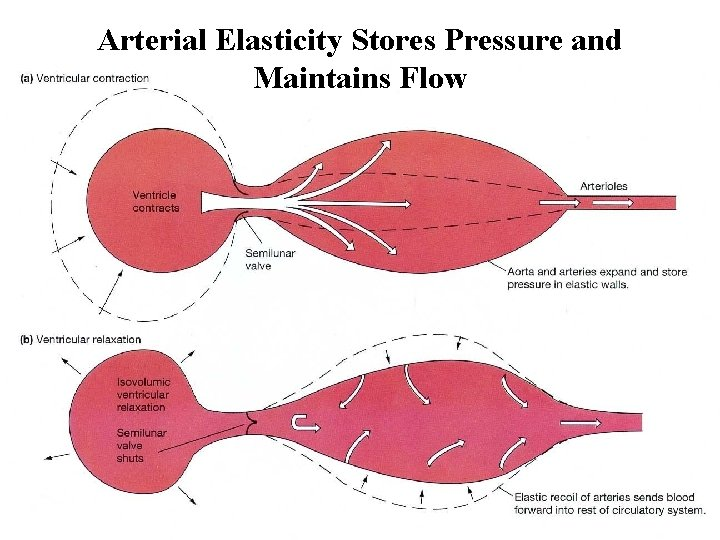 Arterial Elasticity Stores Pressure and
Maintains Flow
(a) Ventricular contraction
Ventricle
contracts
Arterioles
Semilunar
valve
Aorta and arteries expand and store
pressure in elastic walls.
(b) Ventricular relaxation
Isovolumic
ventricular
relaxation
Semilunar
valve
shuts
Elastic recoil of arteries sends blood
forward into rest of circulatory system.